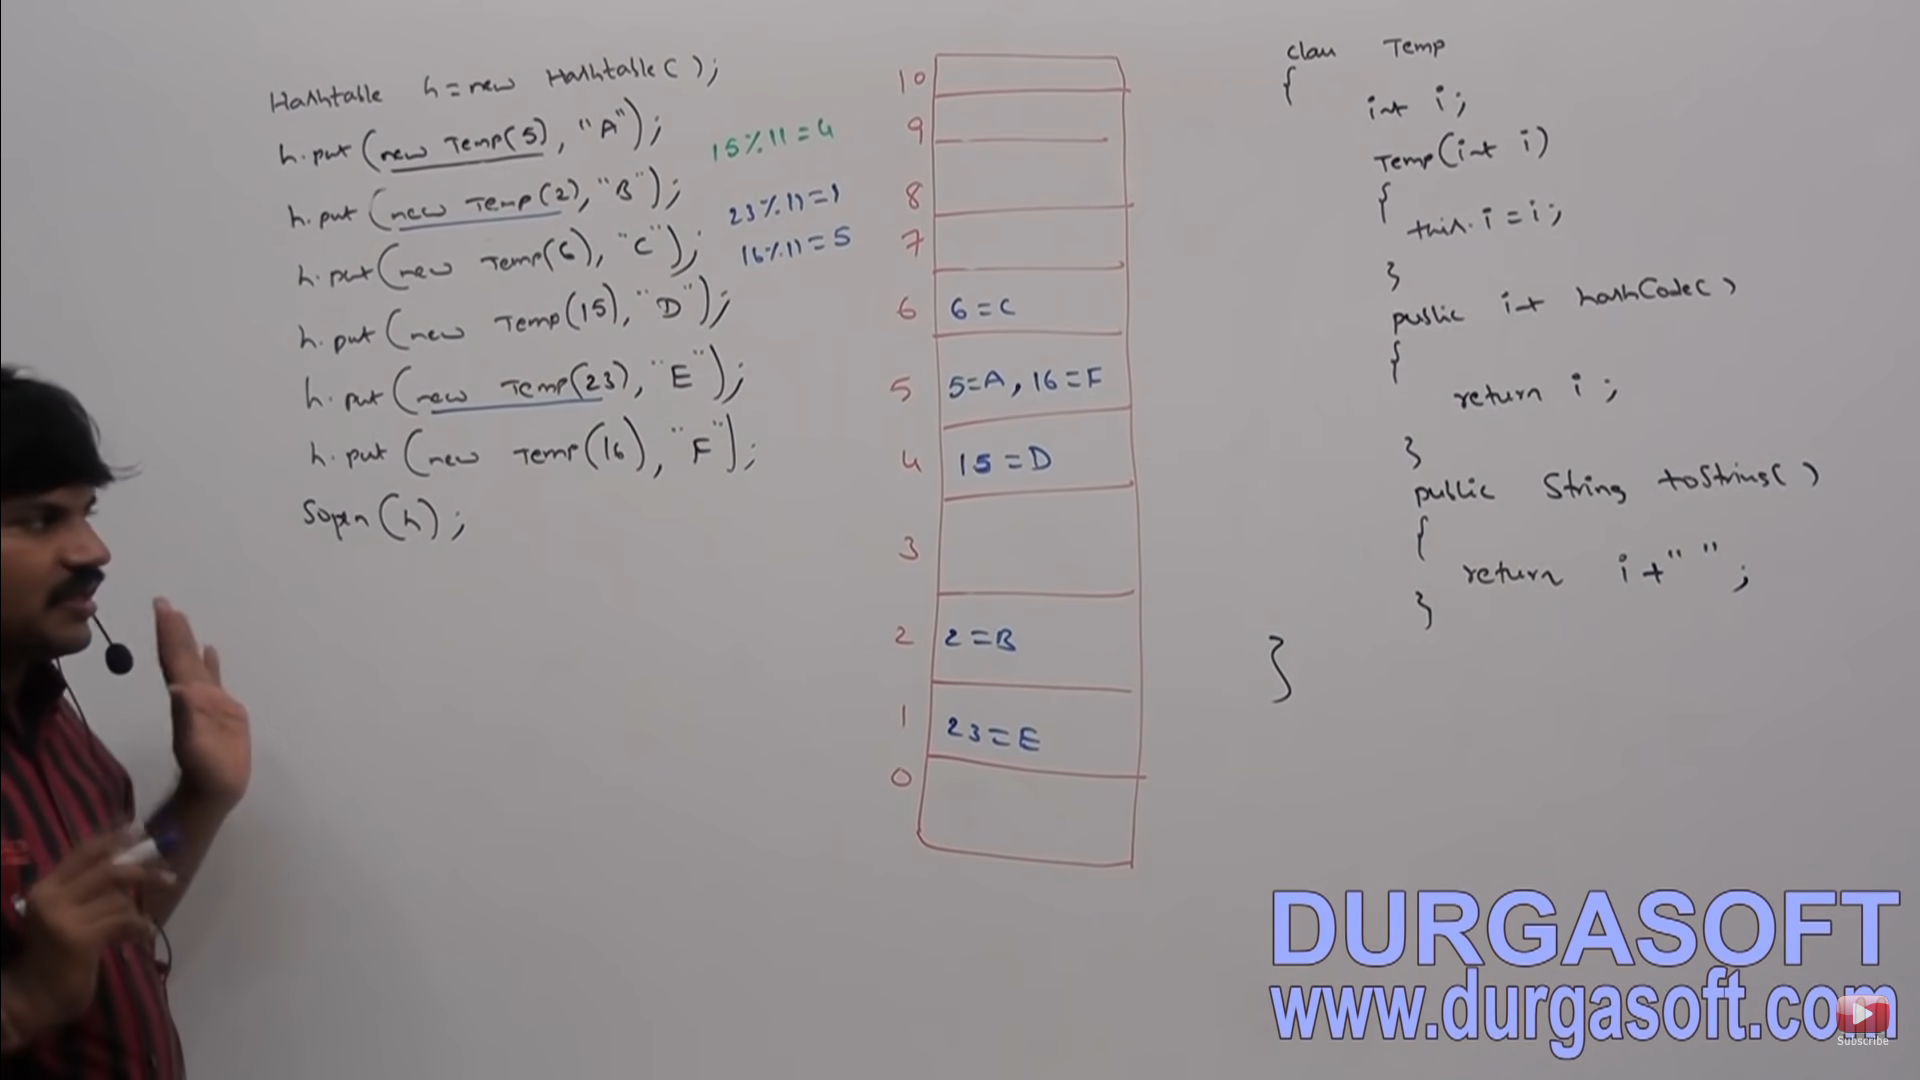 Hashtable h=new Hashtable();
h.put(new Temp(5), "A");
h.put(new Temp(2), "B");
h.put(new Temp(6), "C");
h.put(new Temp(15), "D");
h.put(new Temp(23), "E");
h.put(new Temp(16), "F");
Sopln(h);
15%11=4
23%11=1
16%11=5
10
9
8
7
6 6=C
5 5=A, 16=F
4 15=D
3
2 2=B
1 23=E
0
class Temp
{
int i;
Temp(int i)
{
this.i=i;
}
public int hashCode()
{
return i;
}
public String toString()
{
return i+"";
}
}
DURGASOFT
www.durgasoft.com
Subscribe